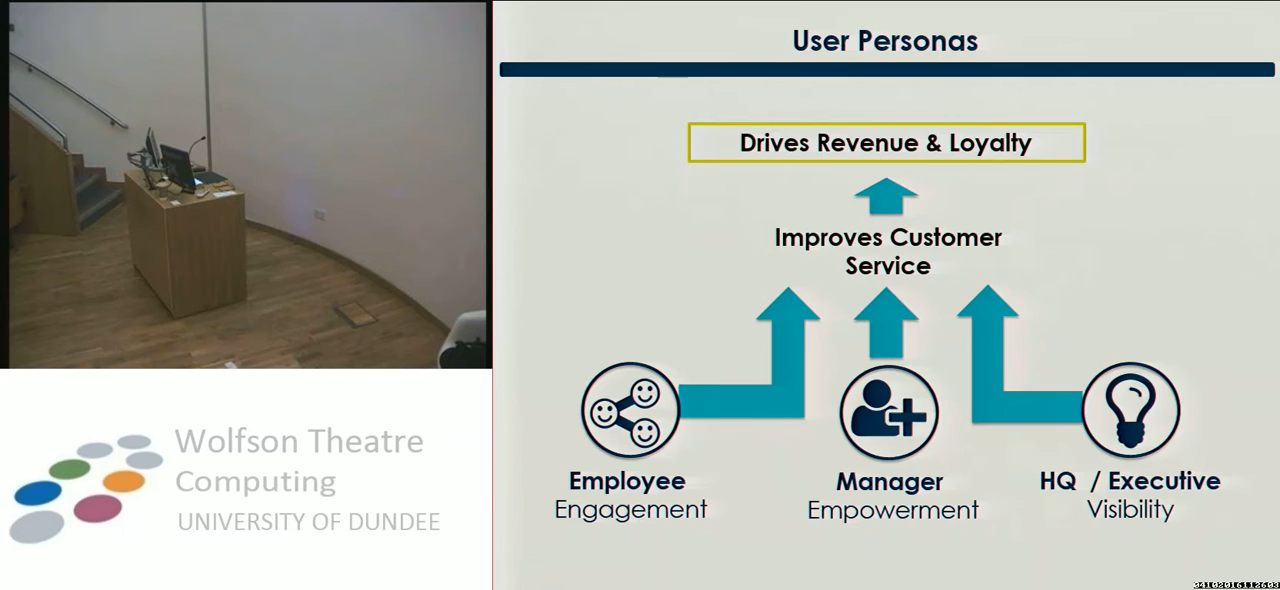 User Personas
Drives Revenue & Loyalty
Improves Customer
Service
Employee
Engagement
Manager
Empowerment
HQ / Executive
Visibility
Wolfson Theatre
Computing
UNIVERSITY OF DUNDEE